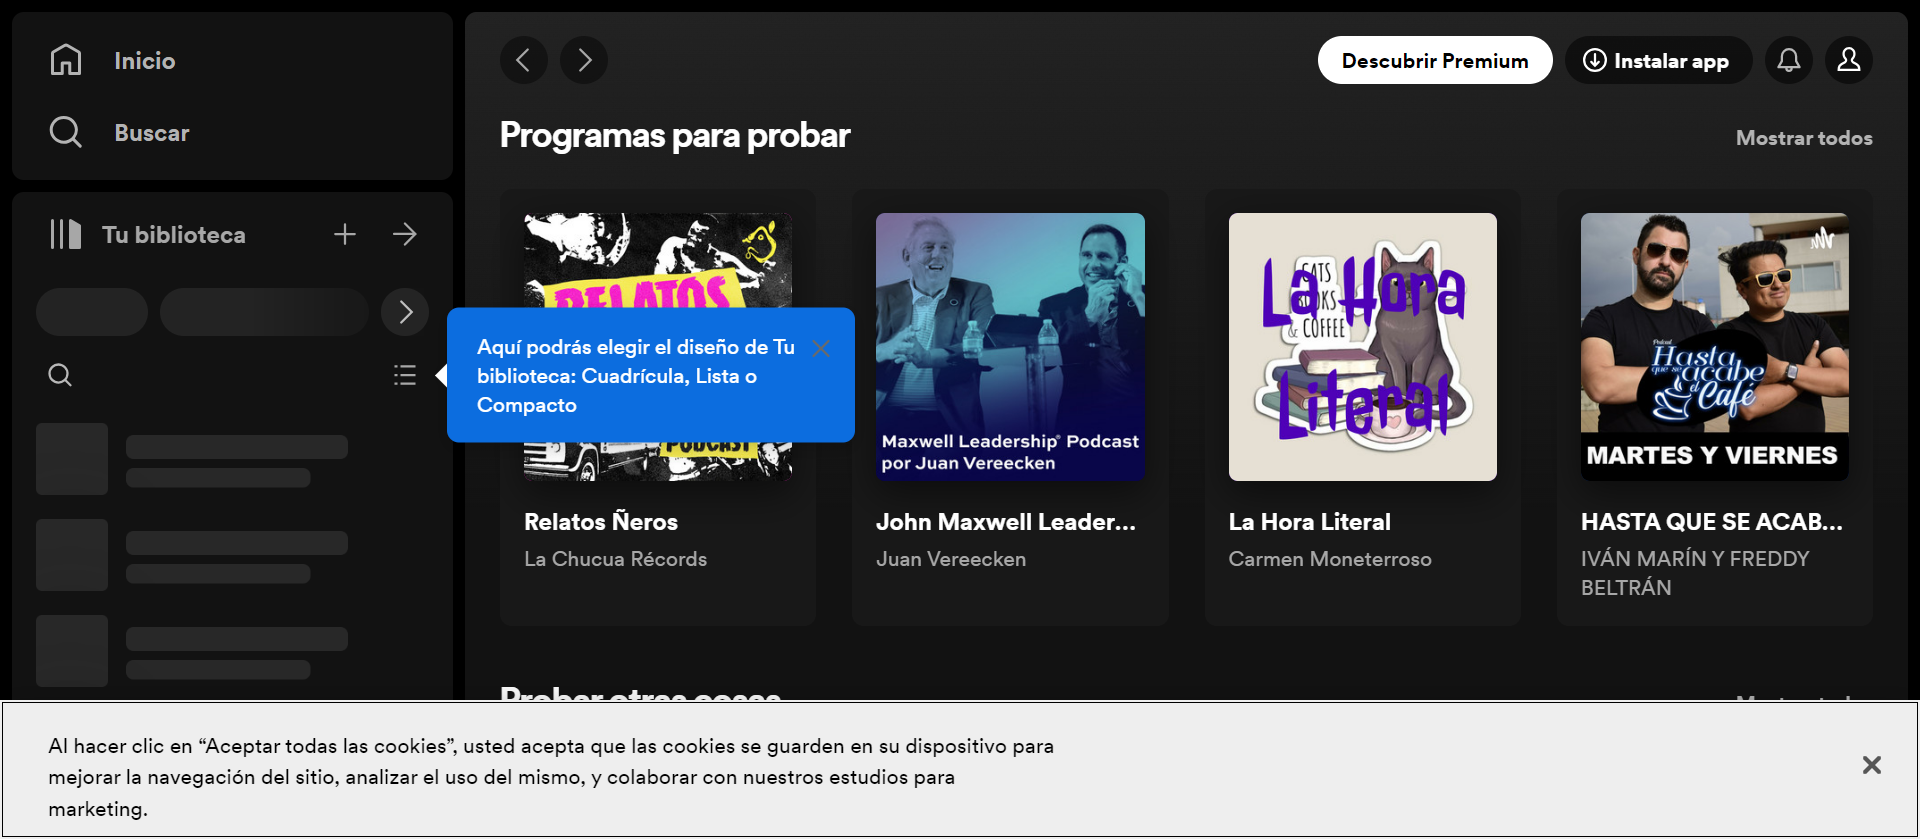 Inicio
Buscar
Tu biblioteca
Descubrir Premium
Instalar app
Programas para probar
Mostrar todos
Aquí podrás elegir el diseño de Tu
biblioteca: Cuadrícula, Lista o
Compacto
RELATOS
PODCAST
Relatos Ñeros
La Chucua Récords
Maxwell Leadership® Podcast
por Juan Vereecken
John Maxwell Leader...
Juan Vereecken
CATS
BOOKS
& COFFEE
La Hora
Literal
La Hora Literal
Carmen Moneterroso
Podcast
Hasta
que se acabe
el Café
MARTES Y VIERNES
HASTA QUE SE ACAB...
IVÁN MARÍN Y FREDDY
BELTRÁN
Probar otras cosas
Mostrar todos
Al hacer clic en “Aceptar todas las cookies”, usted acepta que las cookies se guarden en su dispositivo para
mejorar la navegación del sitio, analizar el uso del mismo, y colaborar con nuestros estudios para
marketing.